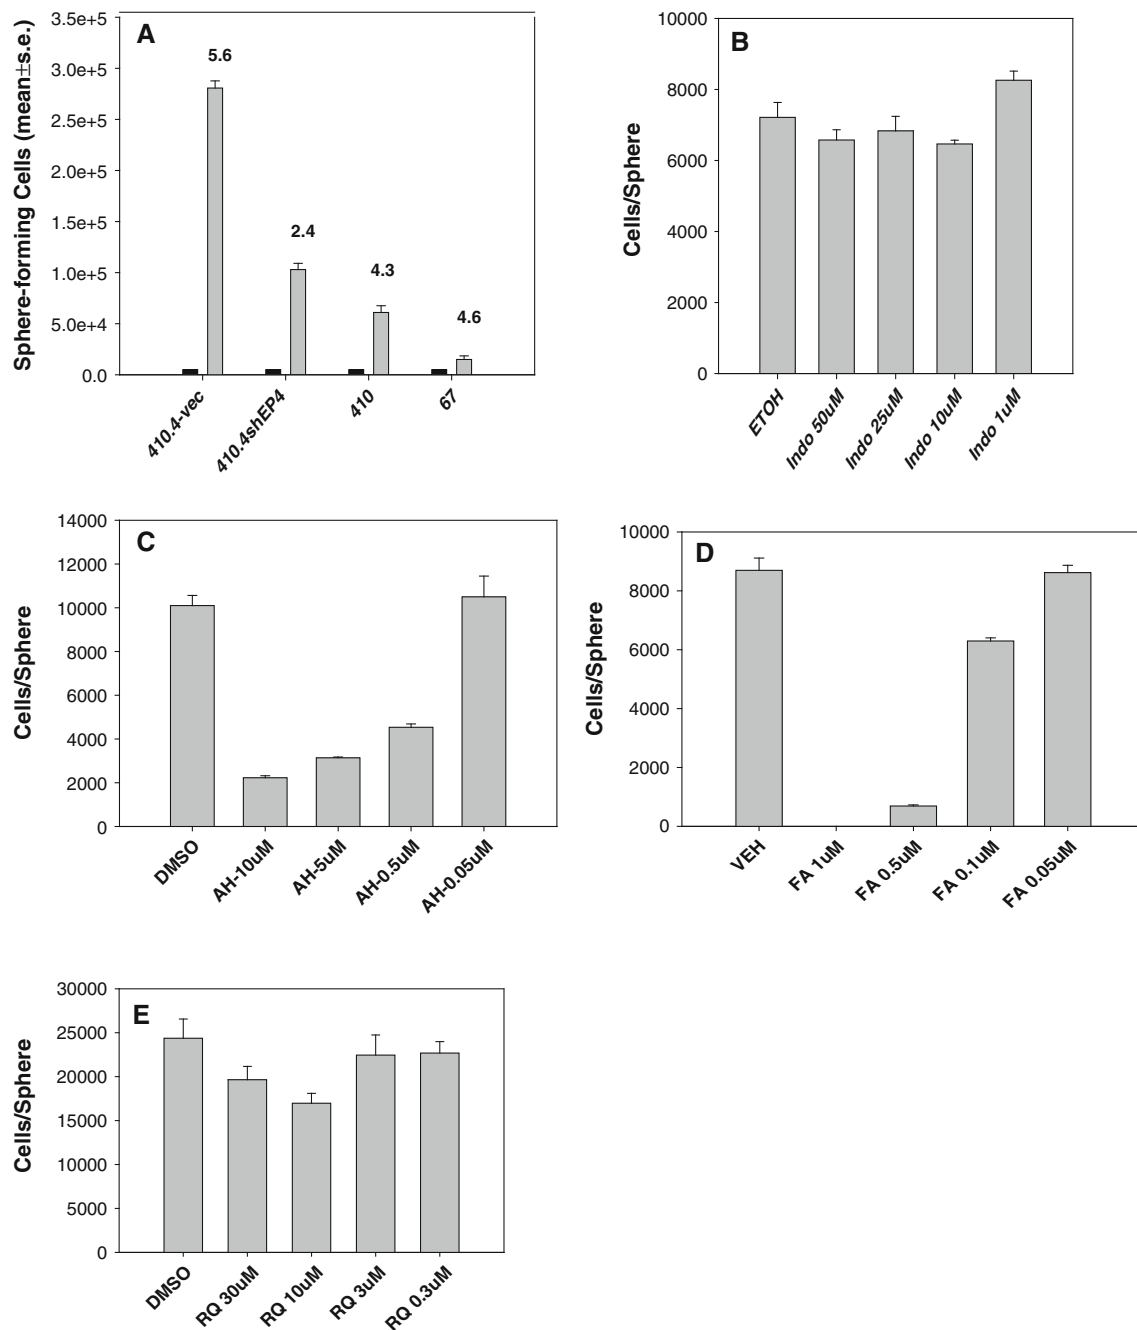 A
Sphere-forming Cells (mean±s.e.)
3.5e+5
3.0e+5
2.5e+5
2.0e+5
1.5e+5
1.0e+5
5.0e+4
0.0
5.6
2.4
4.3
4.6
410.4-vec
410.4shEP4
410
67
B
Cells/Sphere
10000
8000
6000
4000
2000
0
ETOH
Indo 50uM
Indo 25uM
Indo 10uM
Indo 1uM
C
Cells/Sphere
14000
12000
10000
8000
6000
4000
2000
0
DMSO
AH-10uM
AH-5uM
AH-0.5uM
AH-0.05uM
D
Cells/Sphere
10000
8000
6000
4000
2000
0
VEH
FA 1uM
FA 0.5uM
FA 0.1uM
FA 0.05uM
E
Cells/Sphere
30000
25000
20000
15000
10000
5000
0
DMSO
RQ 30uM
RQ 10uM
RQ 3uM
RQ 0.3uM